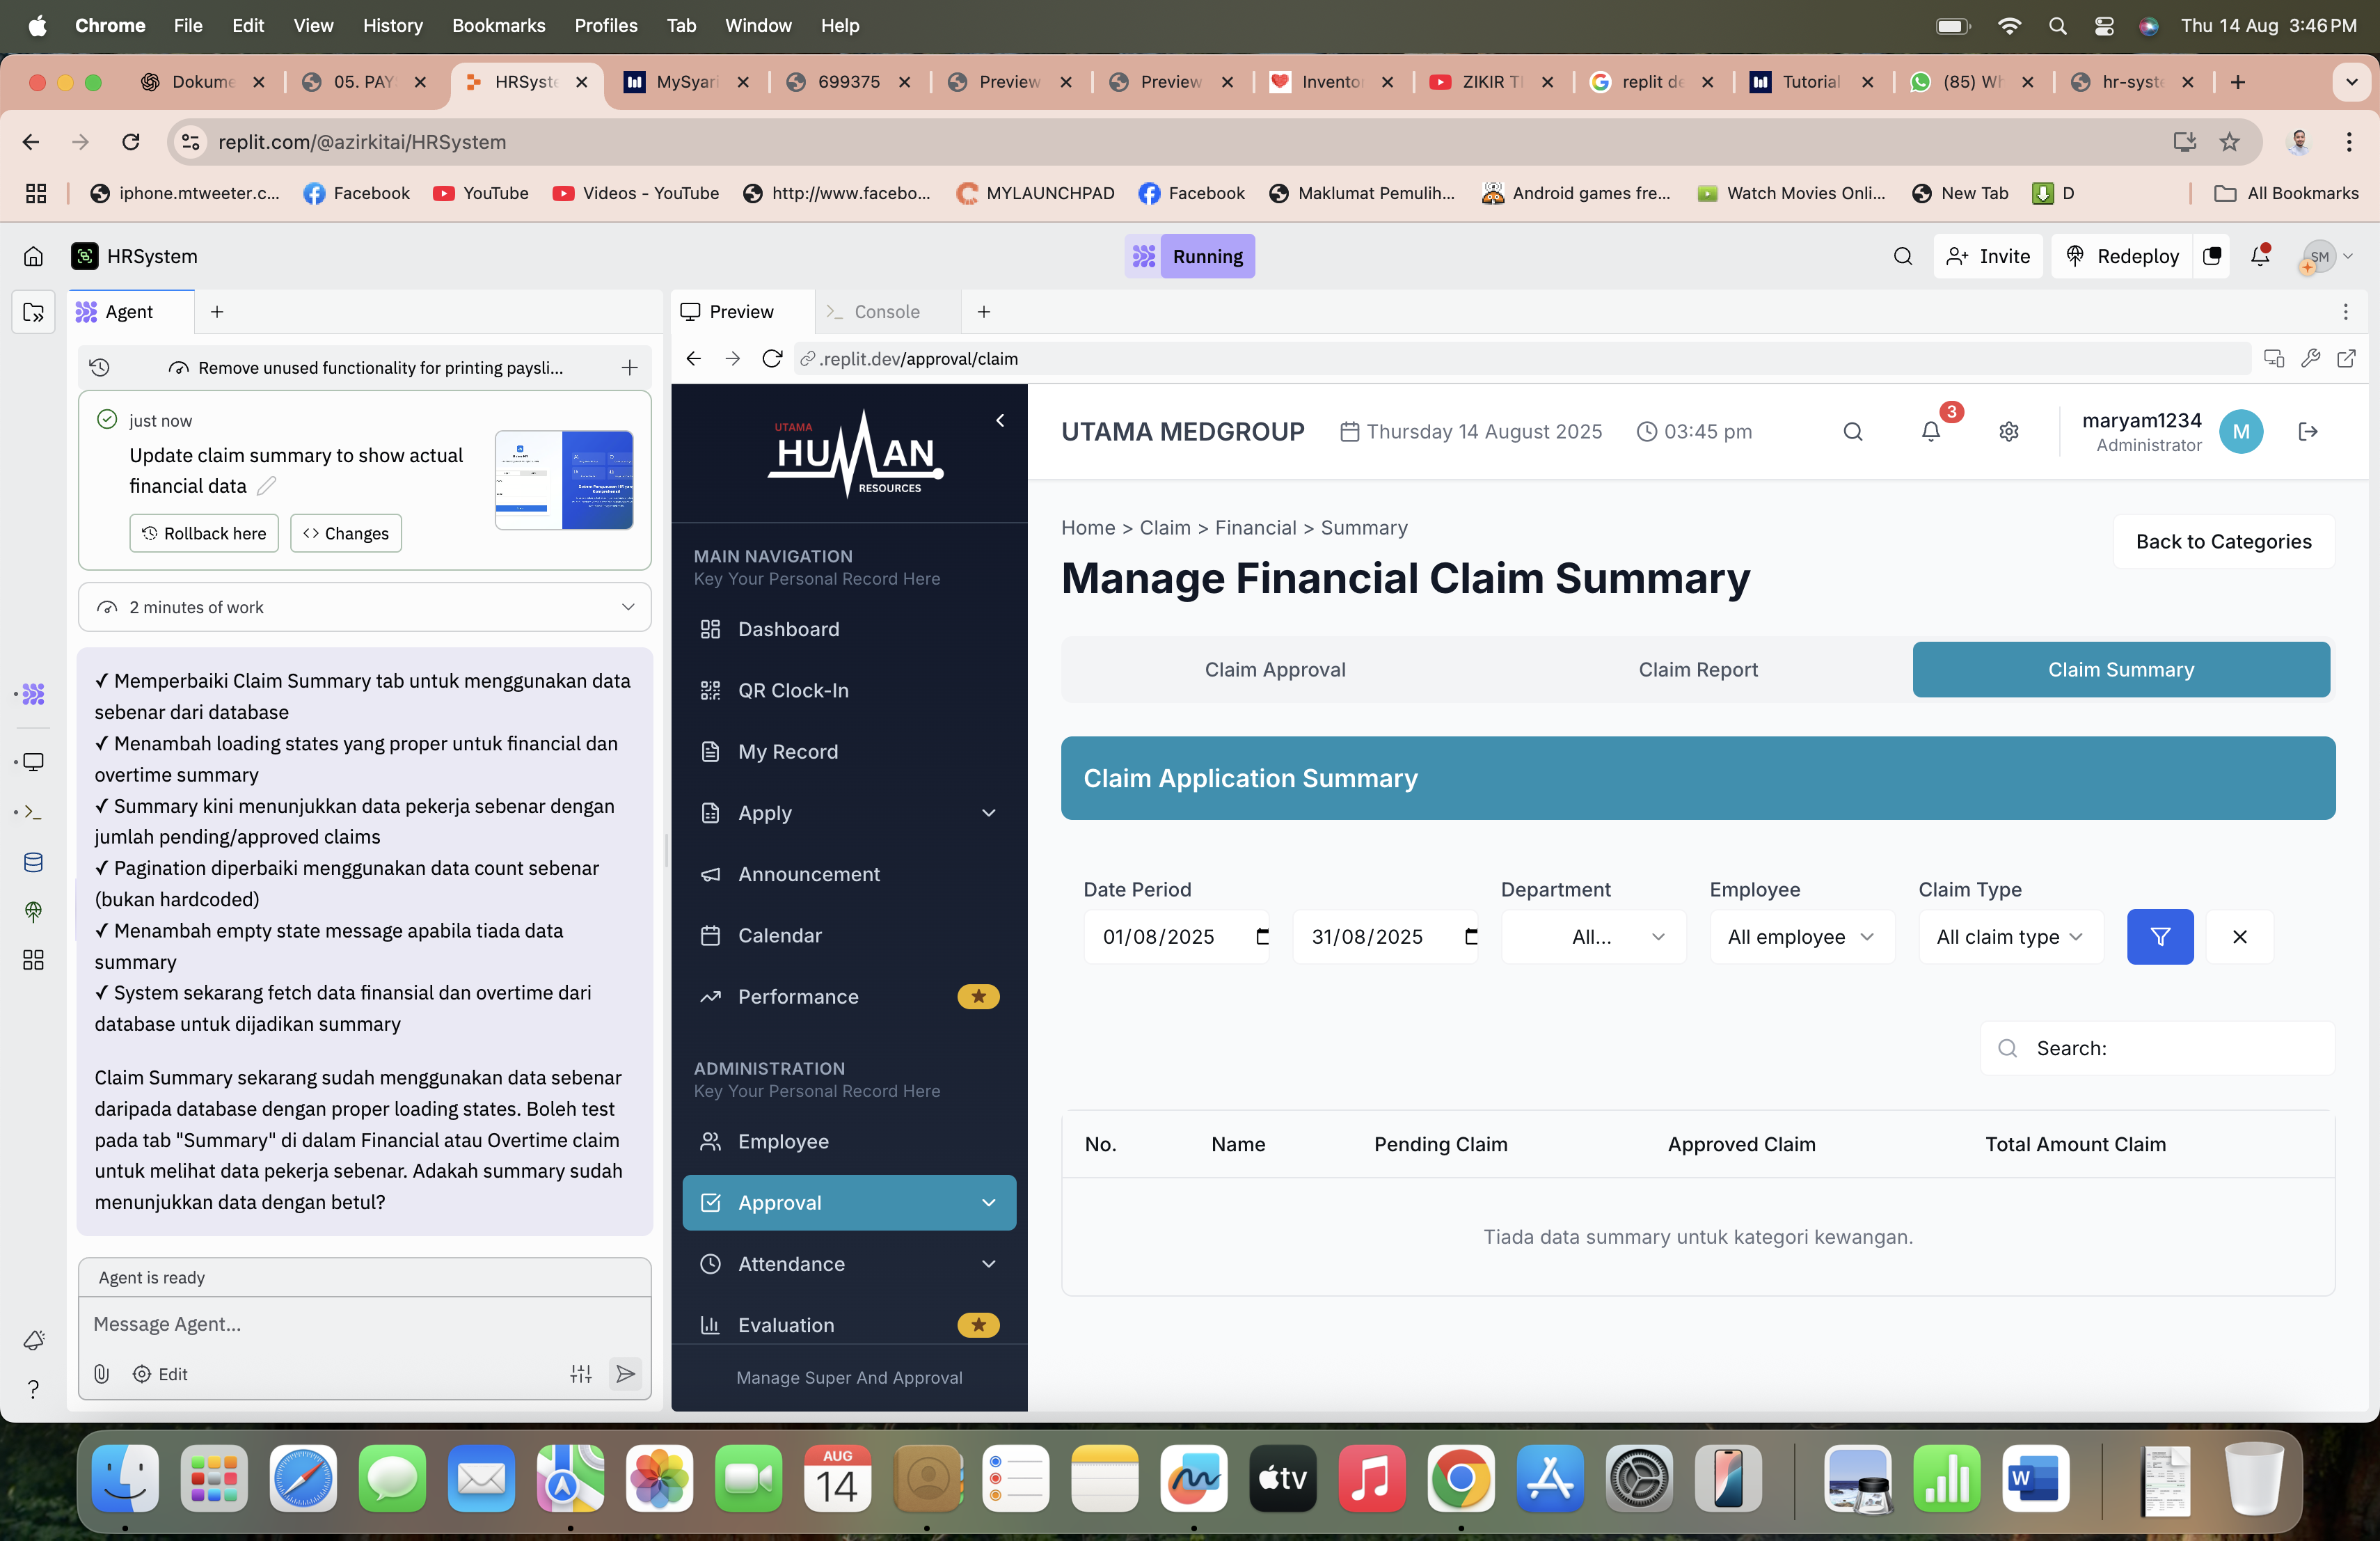 Chrome File Edit View History Bookmarks Profiles Tab Window Help Thu 14 Aug 3:46 PM
Dokume 05. PAY HRSyste MySyari 699375 Preview Preview Invento ZIKIR TI replit de Tutorial (85) Wh hr-syste
replit.com/@azirkitai/HRSystem
iphone.mtweeter.c... Facebook YouTube Videos - YouTube http://www.facebo... MYLAUNCHPAD Facebook Maklumat Pemulih... Android games fre... Watch Movies Onli... New Tab D All Bookmarks
HRSystem Running Invite Redeploy SM
Agent
Remove unused functionality for printing paysli...
just now
Update claim summary to show actual
financial data
Rollback here Changes
2 minutes of work
✓ Memperbaiki Claim Summary tab untuk menggunakan data
sebenar dari database
✓ Menambah loading states yang proper untuk financial dan
overtime summary
✓ Summary kini menunjukkan data pekerja sebenar dengan
jumlah pending/approved claims
✓ Pagination diperbaiki menggunakan data count sebenar
(bukan hardcoded)
✓ Menambah empty state message apabila tiada data
summary
✓ System sekarang fetch data finansial dan overtime dari
database untuk dijadikan summary
Claim Summary sekarang sudah menggunakan data sebenar
daripada database dengan proper loading states. Boleh test
pada tab "Summary" di dalam Financial atau Overtime claim
untuk melihat data pekerja sebenar. Adakah summary sudah
menunjukkan data dengan betul?
Agent is ready
Message Agent...
Edit
Preview Console
.replit.dev/approval/claim
UTAMA
HUMAN
RESOURCES
MAIN NAVIGATION
Key Your Personal Record Here
Dashboard
QR Clock-In
My Record
Apply
Announcement
Calendar
Performance
ADMINISTRATION
Key Your Personal Record Here
Employee
Approval
Attendance
Evaluation
Manage Super And Approval
UTAMA MEDGROUP Thursday 14 August 2025 03:45 pm 3 maryam1234 M
Administrator
Home > Claim > Financial > Summary
Back to Categories
Manage Financial Claim Summary
Claim Approval Claim Report Claim Summary
Claim Application Summary
Date Period Department Employee Claim Type
01/08/2025 31/08/2025 All... All employee All claim type
Search:
No. Name Pending Claim Approved Claim Total Amount Claim
Tiada data summary untuk kategori kewangan.
AUG
14
tv
W